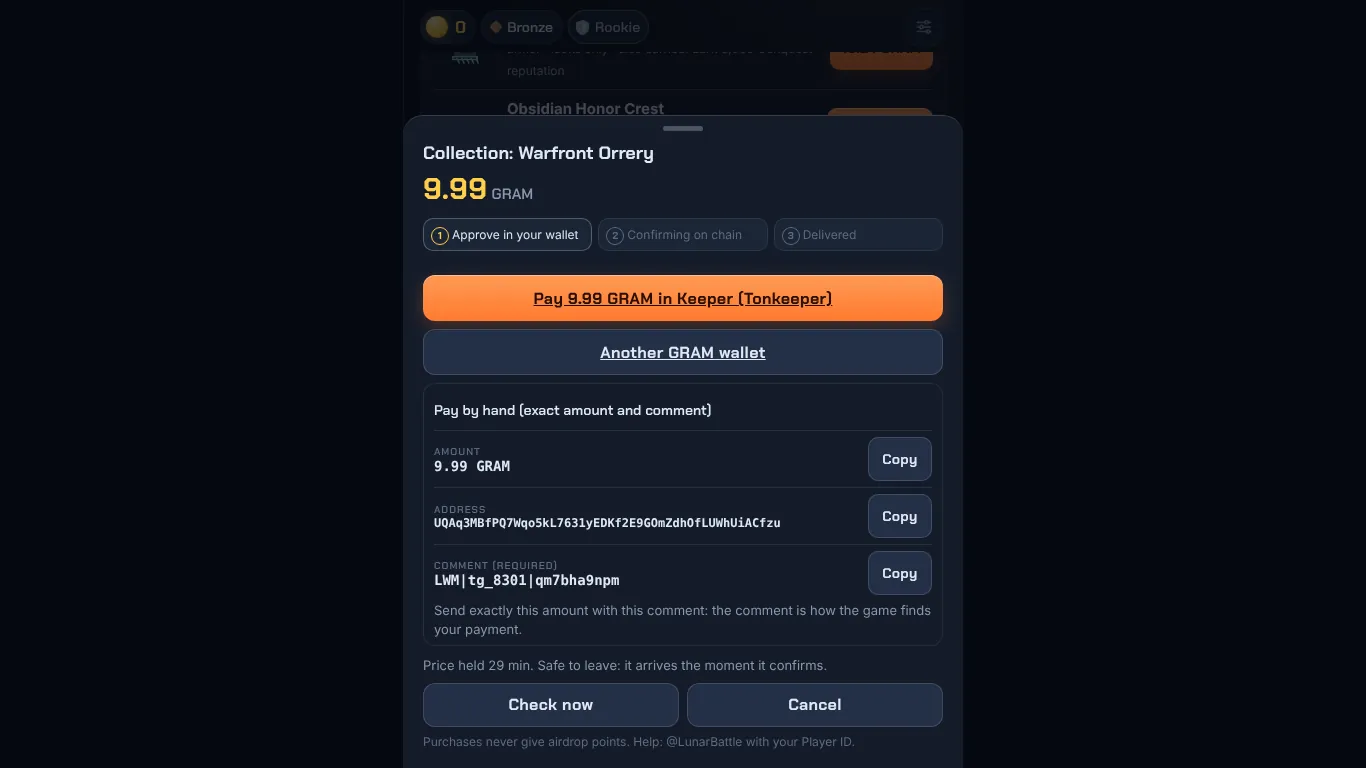 0 Bronze Rookie
reputation
Obsidian Honor Crest
Collection: Warfront Orrery
9.99 GRAM
1 Approve in your wallet
2 Confirming on chain
3 Delivered
Pay 9.99 GRAM in Keeper (Tonkeeper)
Another GRAM wallet
Pay by hand (exact amount and comment)
AMOUNT
9.99 GRAM
Copy
ADDRESS
UQAq3MBfPQ7Wqo5kL7631yEDKf2E9GOmZdhOfLUWhUiACfzu
Copy
COMMENT (REQUIRED)
LWM|tg_8301|qm7bha9npm
Copy
Send exactly this amount with this comment: the comment is how the game finds
your payment.
Price held 29 min. Safe to leave: it arrives the moment it confirms.
Check now
Cancel
Purchases never give airdrop points. Help: @LunarBattle with your Player ID.